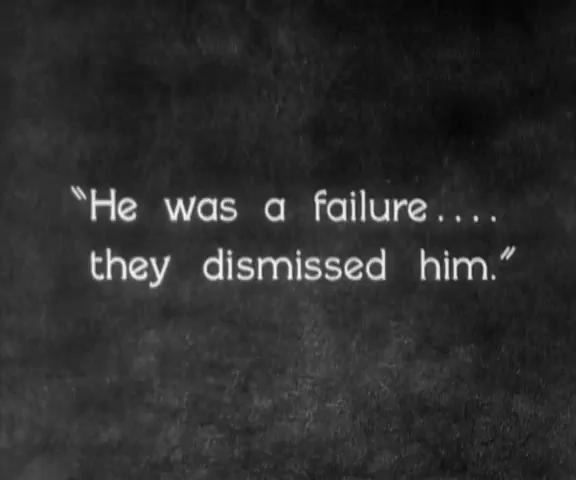 "He was a failure....
they dismissed him."